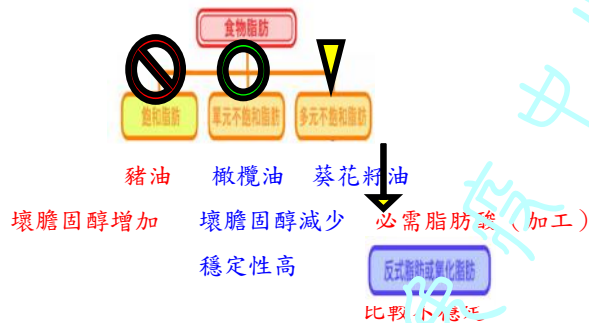 食物脂肪
飽和脂肪 單元不飽和脂肪 多元不飽和脂肪
豬油 橄欖油 葵花籽油
壞膽固醇增加 壞膽固醇減少 必需脂肪酸（加工）
穩定性高 反式脂肪或氫化脂肪
比較不穩定